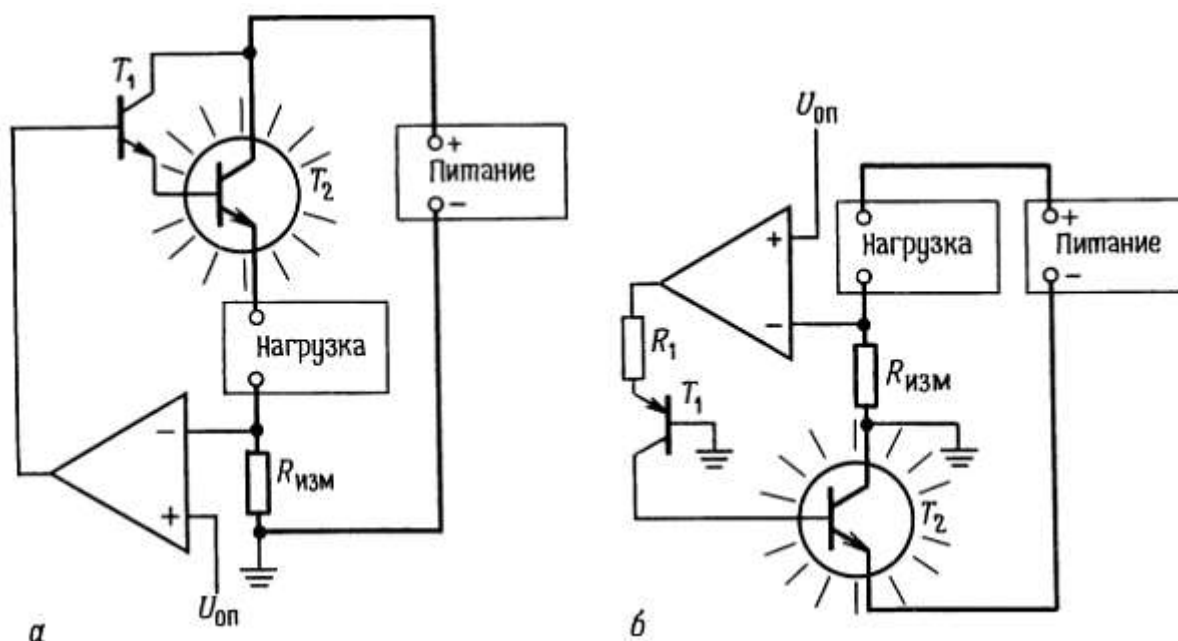 T₁
T₂
+
Питание
−
Нагрузка
−
Rизм
+
Uоп
а
Uоп
+
−
Нагрузка
+
Питание
−
R₁
Rизм
T₁
T₂
б